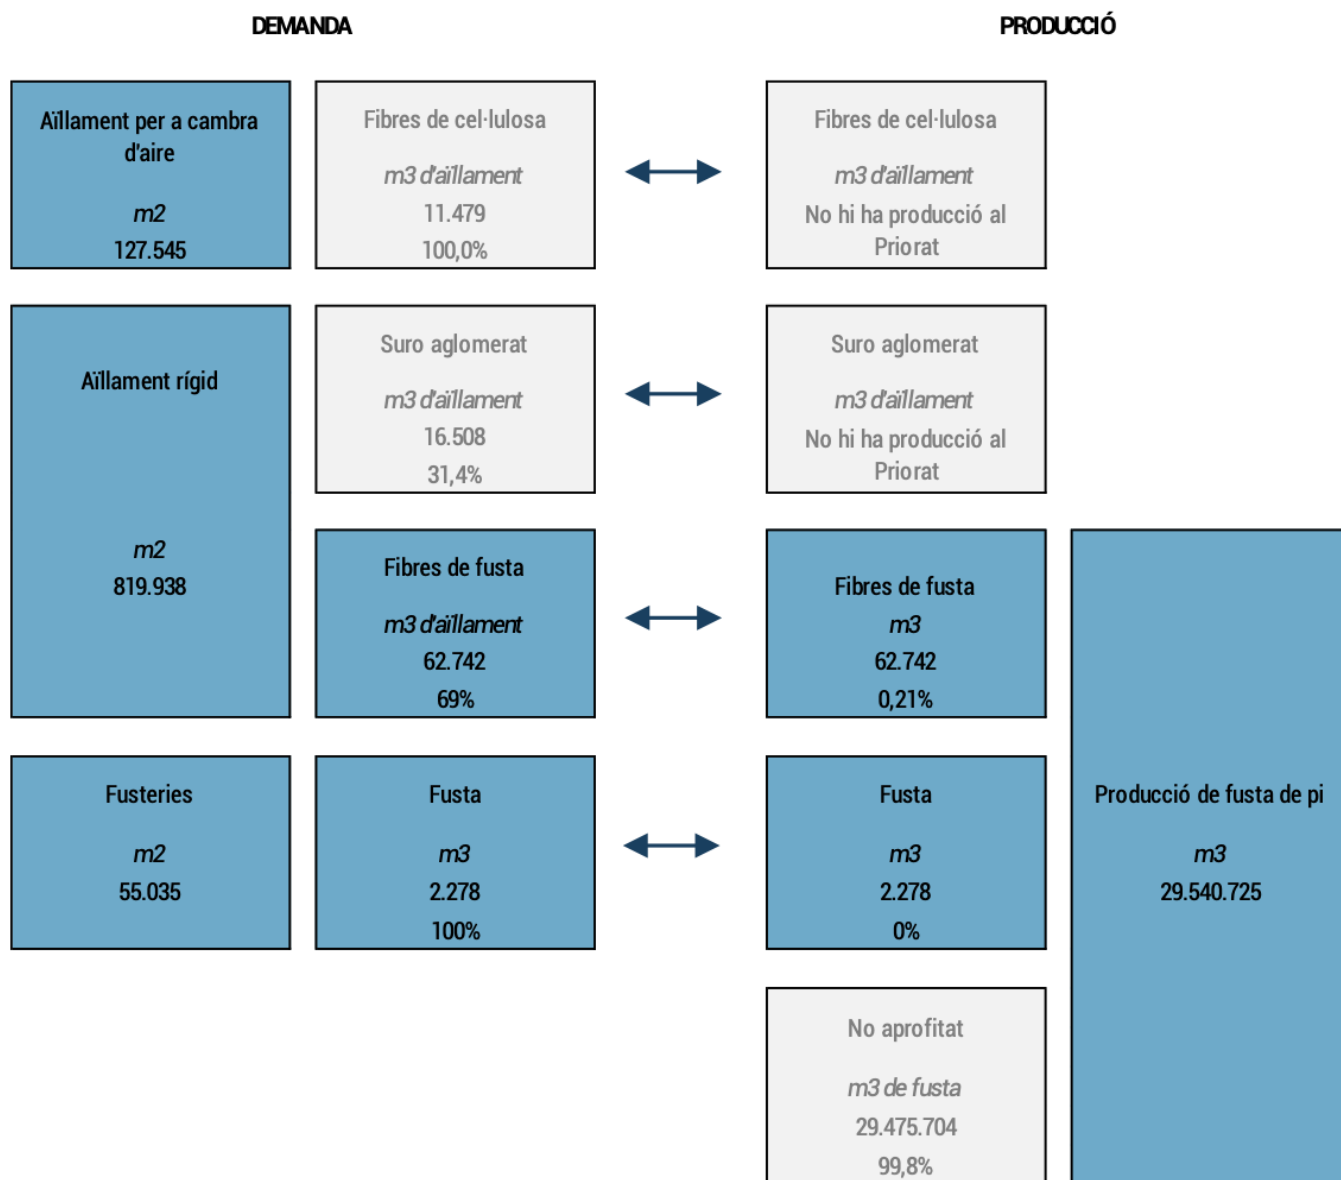 DEMANDA
PRODUCCIÓ
Aïllament per a cambra
d'aire
m2
127.545
Fibres de cel·lulosa
m3 d'aïllament
11.479
100,0%
Fibres de cel·lulosa
m3 d'aïllament
No hi ha producció al
Priorat
Aïllament rígid
m2
819.938
Suro aglomerat
m3 d'aïllament
16.508
31,4%
Suro aglomerat
m3 d'aïllament
No hi ha producció al
Priorat
Fibres de fusta
m3 d'aïllament
62.742
69%
Fibres de fusta
m3
62.742
0,21%
Fusteries
m2
55.035
Fusta
m3
2.278
100%
Fusta
m3
2.278
0%
Producció de fusta de pi
m3
29.540.725
No aprofitat
m3 de fusta
29.475.704
99,8%